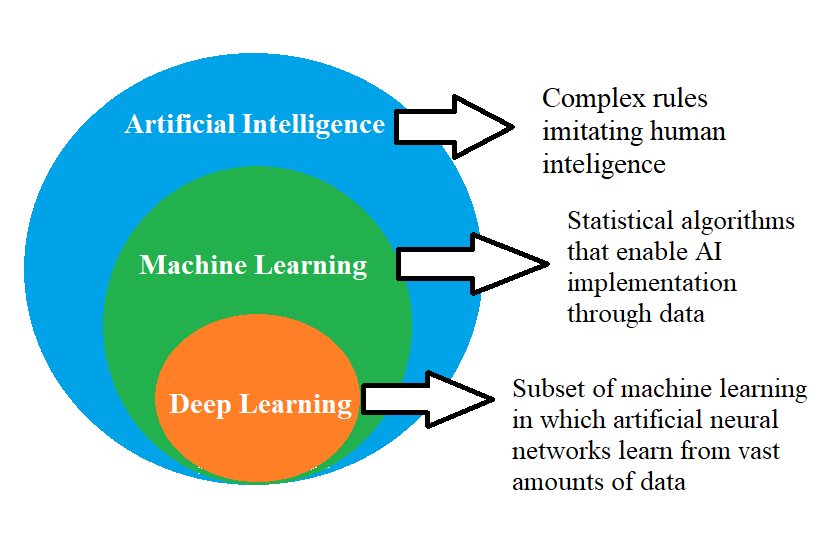 Artificial Intelligence
Complex rules
imitating human
inteligence
Machine Learning
Statistical algorithms
that enable AI
implementation
through data
Deep Learning
Subset of machine learning
in which artificial neural
networks learn from vast
amounts of data